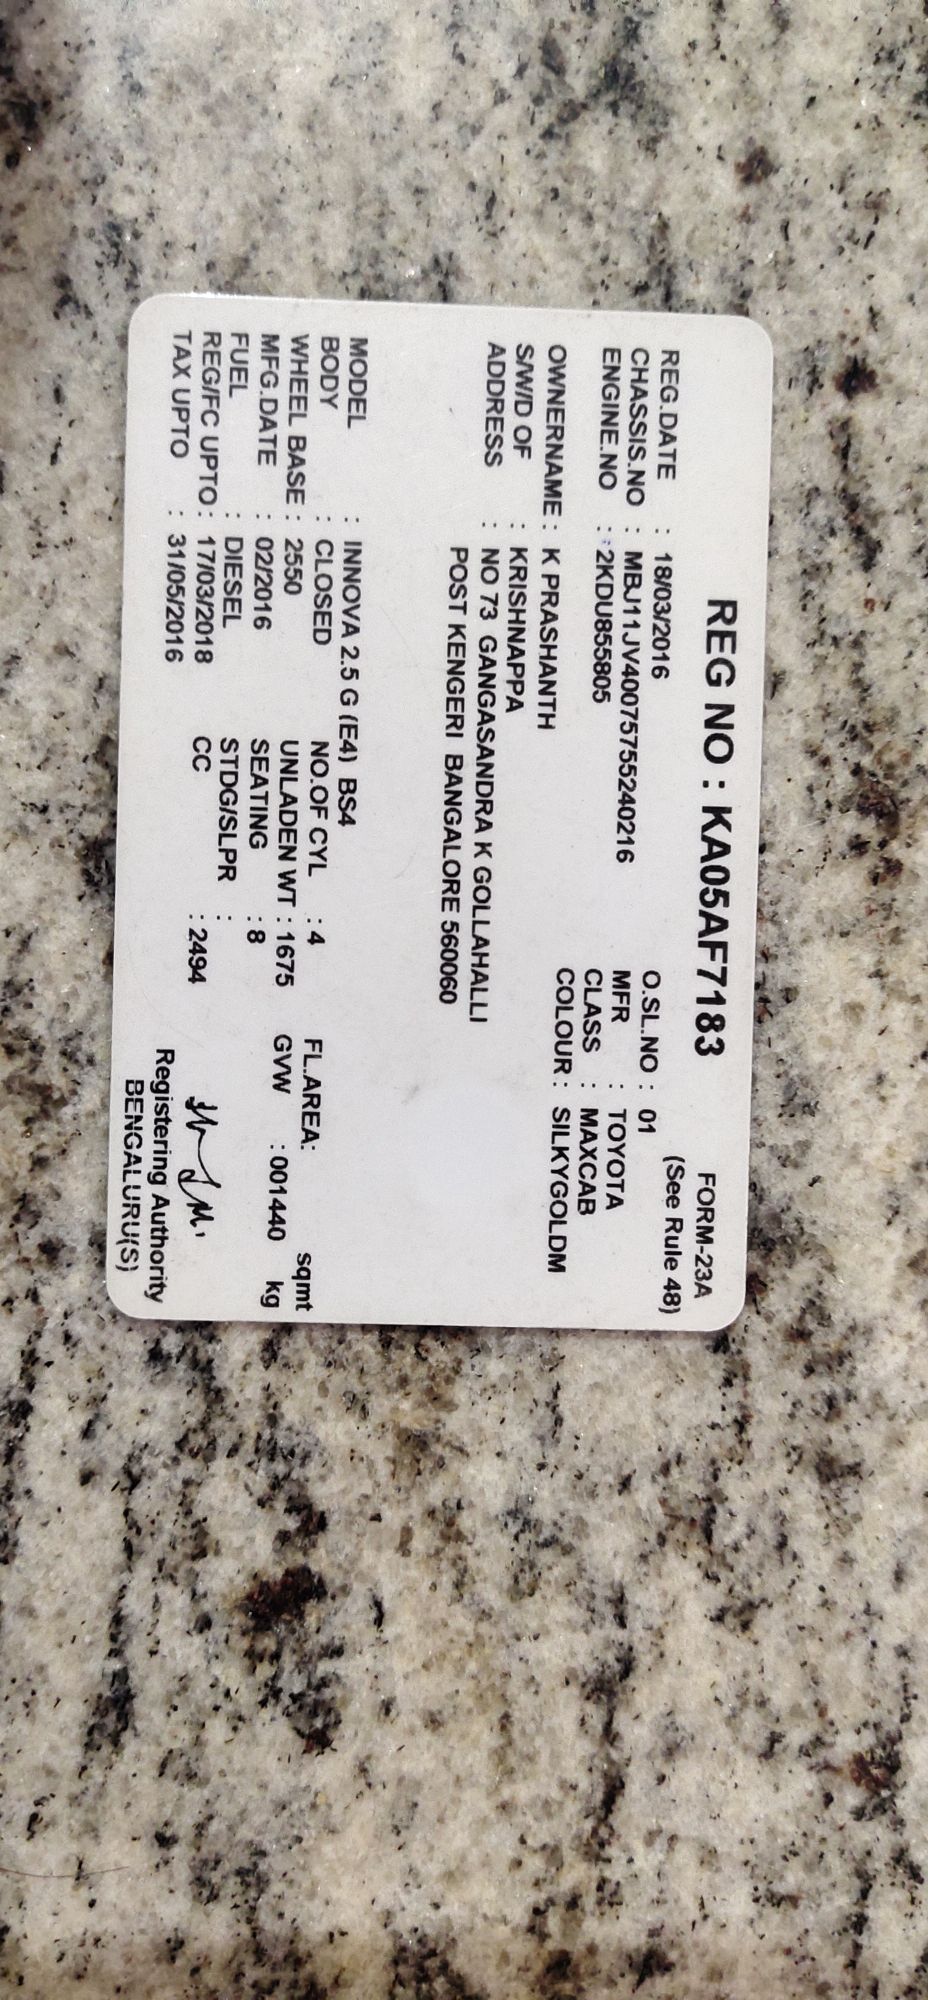 FORM-23A
REG NO : KA05AF7183 (See Rule 48)
REG.DATE : 18/03/2016 O.SL.NO : 01
CHASSIS.NO : MBJ11JV4007575524​0216 MFR : TOYOTA
ENGINE.NO : 2KDU855805 CLASS : MAXCAB
COLOUR : SILKYGOLDM
OWNERNAME : K PRASHANTH
S/W/D OF : KRISHNAPPA
ADDRESS : NO 73 GANGASANDRA K GOLLAHALLI
POST KENGERI BANGALORE 560060
MODEL : INNOVA 2.5 G (E4) BS4
BODY : CLOSED NO.OF CYL : 4 FL.AREA: sqmt
WHEEL BASE : 2550 UNLADEN WT : 1675 GVW : 001440 kg
MFG.DATE : 02/2016 SEATING : 8
FUEL : DIESEL STDG/SLPR :
REG/FC UPTO : 17/03/2018 CC : 2494
TAX UPTO : 31/05/2016
Registering Authority
BENGALURU(S)